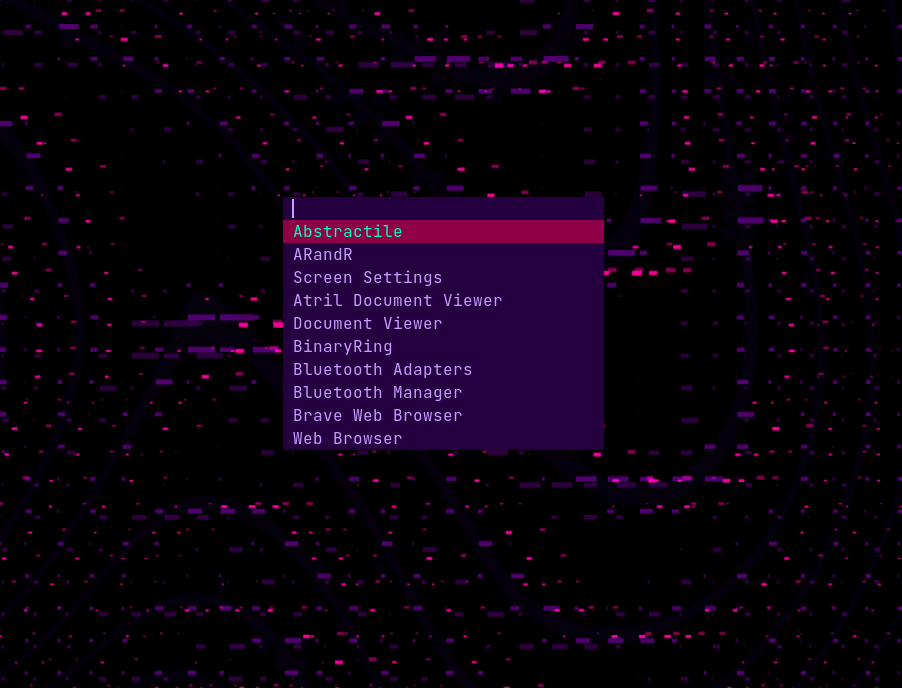 Abstractile
ARandR
Screen Settings
Atril Document Viewer
Document Viewer
BinaryRing
Bluetooth Adapters
Bluetooth Manager
Brave Web Browser
Web Browser